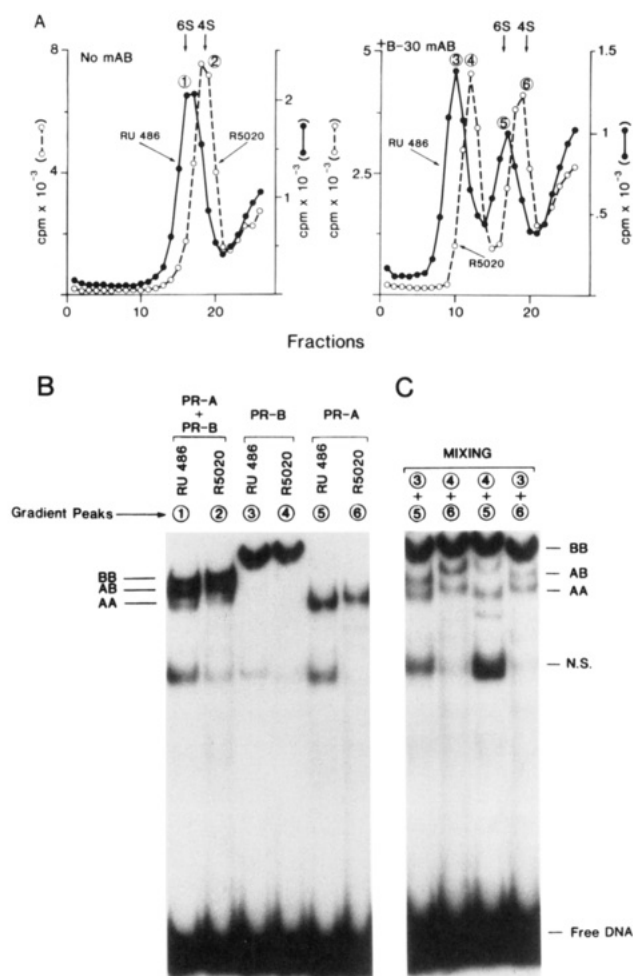 A
6S 4S
No mAB
① ②
8
4
0
cpm x 10⁻³ (o--o)
RU 486
R5020
2
1
cpm x 10⁻³ (●—●)
0 10 20
6S 4S
+B-30 mAB
③ ④ ⑤ ⑥
5
2.5
cpm x 10⁻³ (o--o)
RU 486
R5020
1.5
1
.5
cpm x 10⁻³ (●—●)
0 10 20
Fractions
B
PR-A + PR-B
PR-B
PR-A
RU 486 R5020 RU 486 R5020 RU 486 R5020
Gradient Peaks ① ② ③ ④ ⑤ ⑥
BB
AB
AA
C
MIXING
③ ④ ④ ③
+ + + +
⑤ ⑥ ⑤ ⑥
BB
AB
AA
N.S.
Free DNA